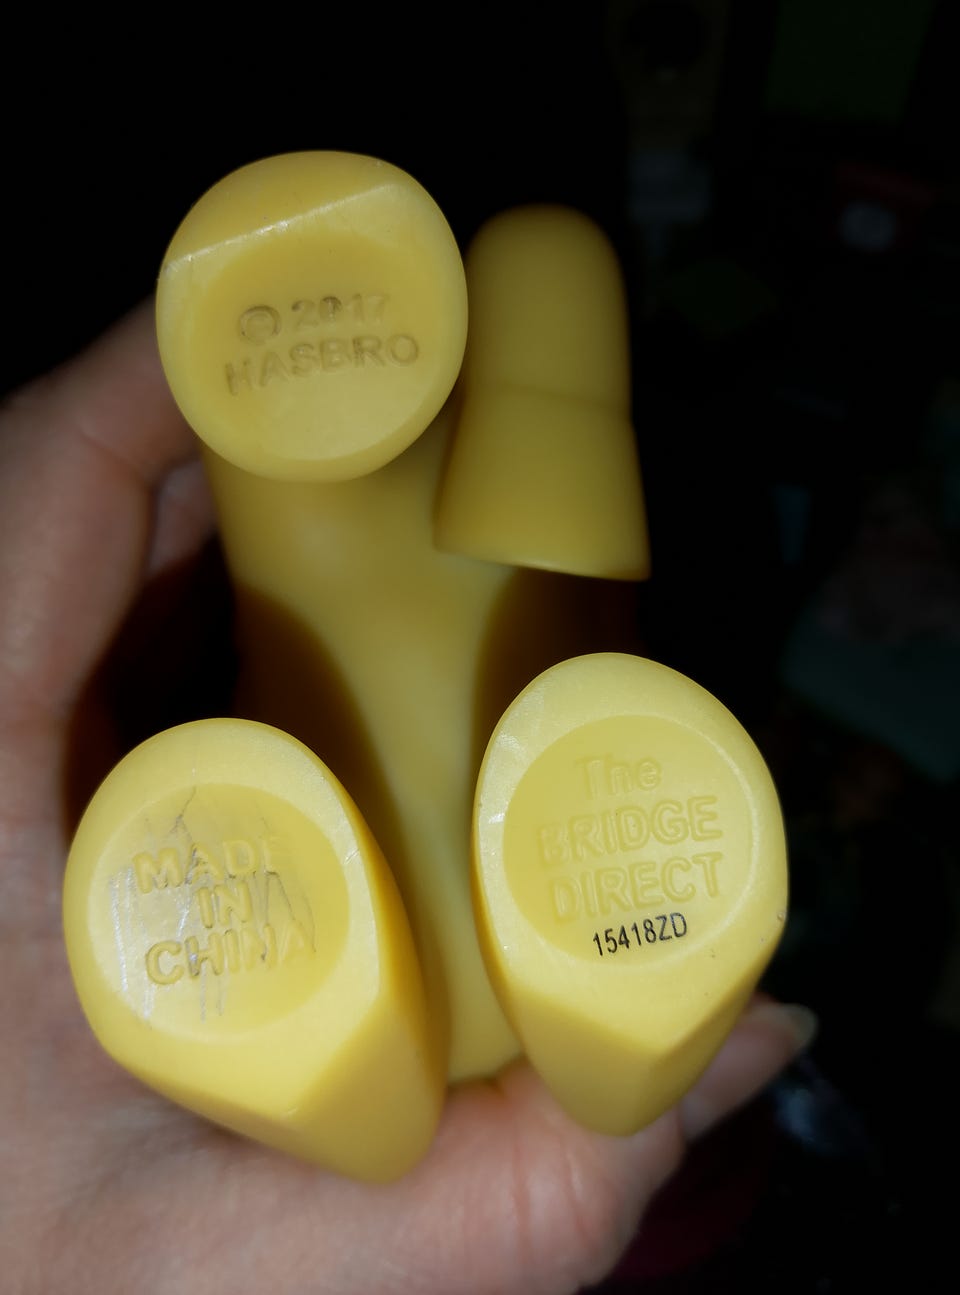 © 2017
HASBRO
MADE
IN
CHINA
The
BRIDGE
DIRECT
15418ZD